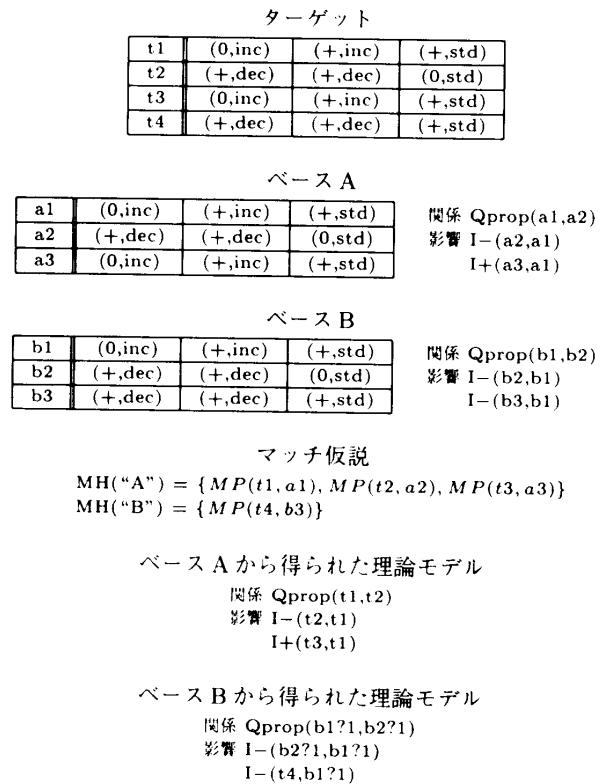 ターゲット
t1 (0,inc) (+,inc) (+,std)
t2 (+,dec) (+,dec) (0,std)
t3 (0,inc) (+,inc) (+,std)
t4 (+,dec) (+,dec) (+,std)
ベースA
a1 (0,inc) (+,inc) (+,std)
a2 (+,dec) (+,dec) (0,std)
a3 (0,inc) (+,inc) (+,std)
関係 Qprop(a1,a2)
影響 I−(a2,a1)
I+(a3,a1)
ベースB
b1 (0,inc) (+,inc) (+,std)
b2 (+,dec) (+,dec) (0,std)
b3 (+,dec) (+,dec) (+,std)
関係 Qprop(b1,b2)
影響 I−(b2,b1)
I−(b3,b1)
マッチ仮説
MH(“A”) = {MP(t1,a1), MP(t2,a2), MP(t3,a3)}
MH(“B”) = {MP(t4,b3)}
ベースAから得られた理論モデル
関係 Qprop(t1,t2)
影響 I−(t2,t1)
I+(t3,t1)
ベースBから得られた理論モデル
関係 Qprop(b1?1,b2?1)
影響 I−(b2?1,b1?1)
I−(t4,b1?1)